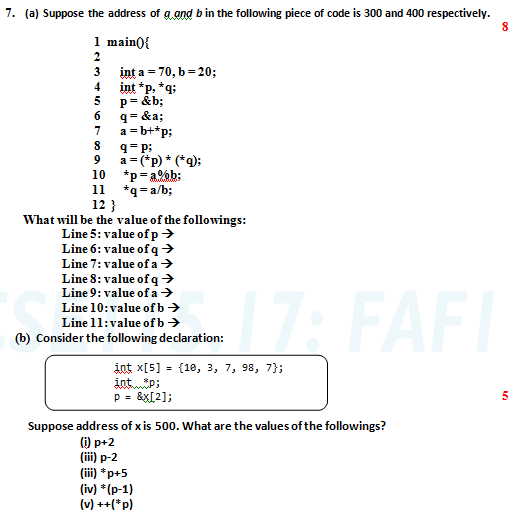 7. (a) Suppose the address of a and b in the following piece of code is 300 and 400 respectively.
8
1 main(){
2
3 int a = 70, b = 20;
4 int *p, *q;
5 p= &b;
6 q= &a;
7 a = b+*p;
8 q= p;
9 a = (*p) * (*q);
10 *p = a%b;
11 *q = a/b;
12 }
What will be the value of the followings:
Line 5: value of p →
Line 6: value of q →
Line 7: value of a →
Line 8: value of q →
Line 9: value of a →
Line 10: value of b →
Line 11: value of b →
(b) Consider the following declaration:
int x[5] = {10, 3, 7, 98, 7};
int *p;
p = &x[2];
5
Suppose address of x is 500. What are the values of the followings?
(i) p+2
(iii) p-2
(iii) *p+5
(iv) *(p-1)
(v) ++(*p)